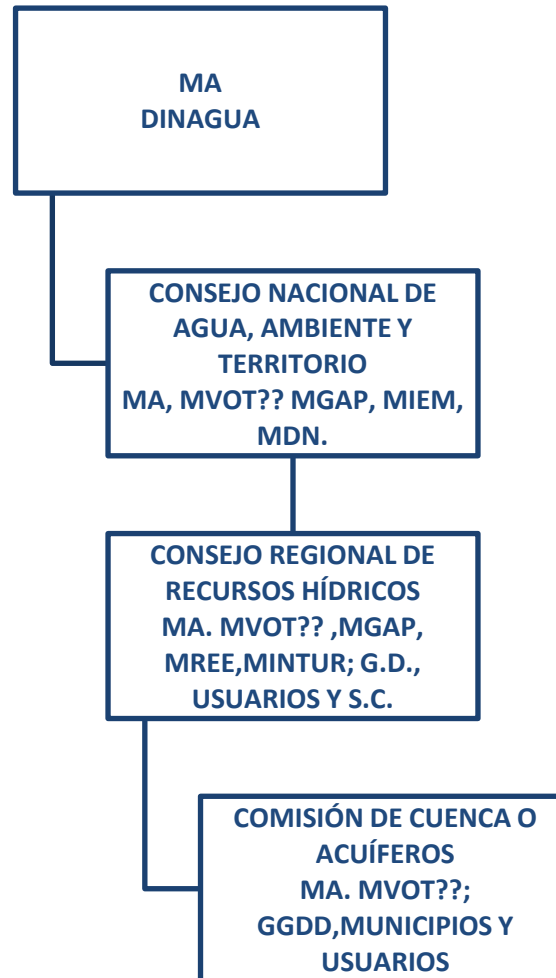 MA
DINAGUA
CONSEJO NACIONAL DE
AGUA, AMBIENTE Y
TERRITORIO
MA, MVOT?? MGAP, MIEM,
MDN.
CONSEJO REGIONAL DE
RECURSOS HÍDRICOS
MA. MVOT?? ,MGAP,
MREE,MINTUR; G.D.,
USUARIOS Y S.C.
COMISIÓN DE CUENCA O
ACUÍFEROS
MA. MVOT??;
GGDD,MUNICIPIOS Y
USUARIOS